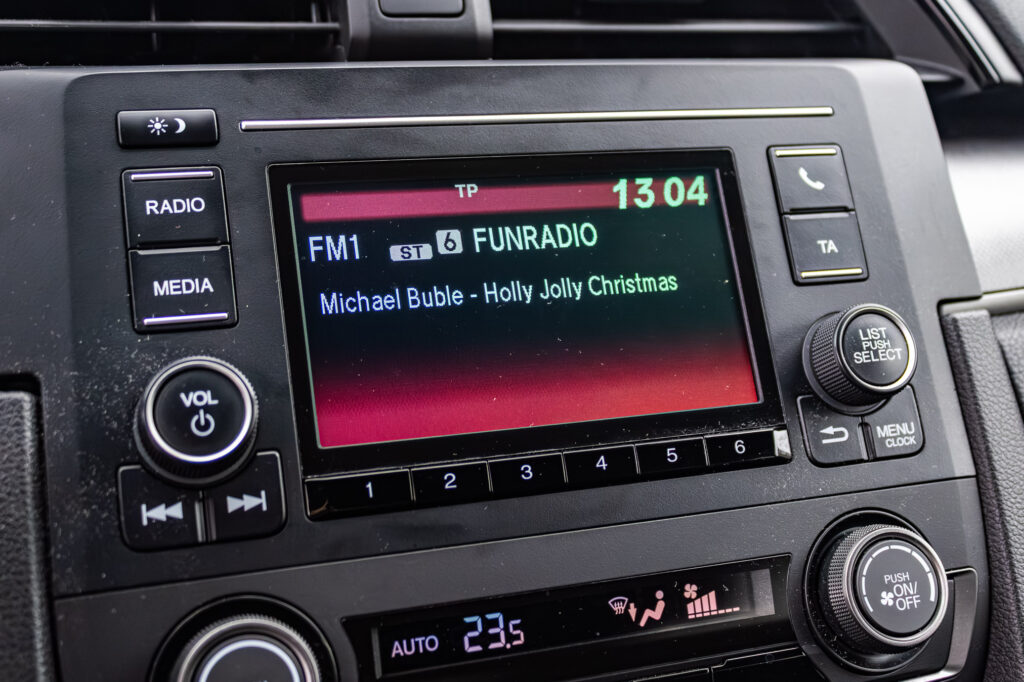 RADIO
MEDIA
VOL
TP
13 04
FM1 ST 6 FUNRADIO
Michael Buble - Holly Jolly Christmas
TA
LIST
PUSH
SELECT
MENU
CLOCK
1 2 3 4 5 6
AUTO 23.5
PUSH
ON/
OFF